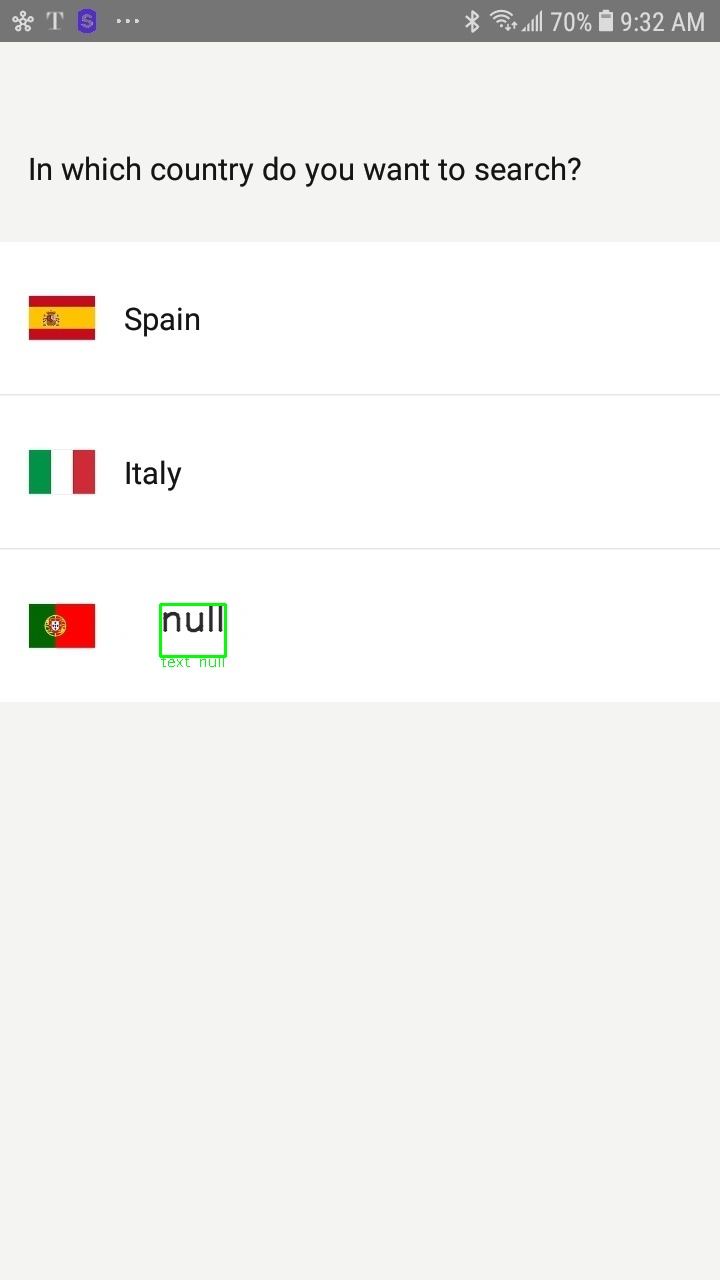 T S ... 70% 9:32 AM
In which country do you want to search?
Spain
Italy
null
text null